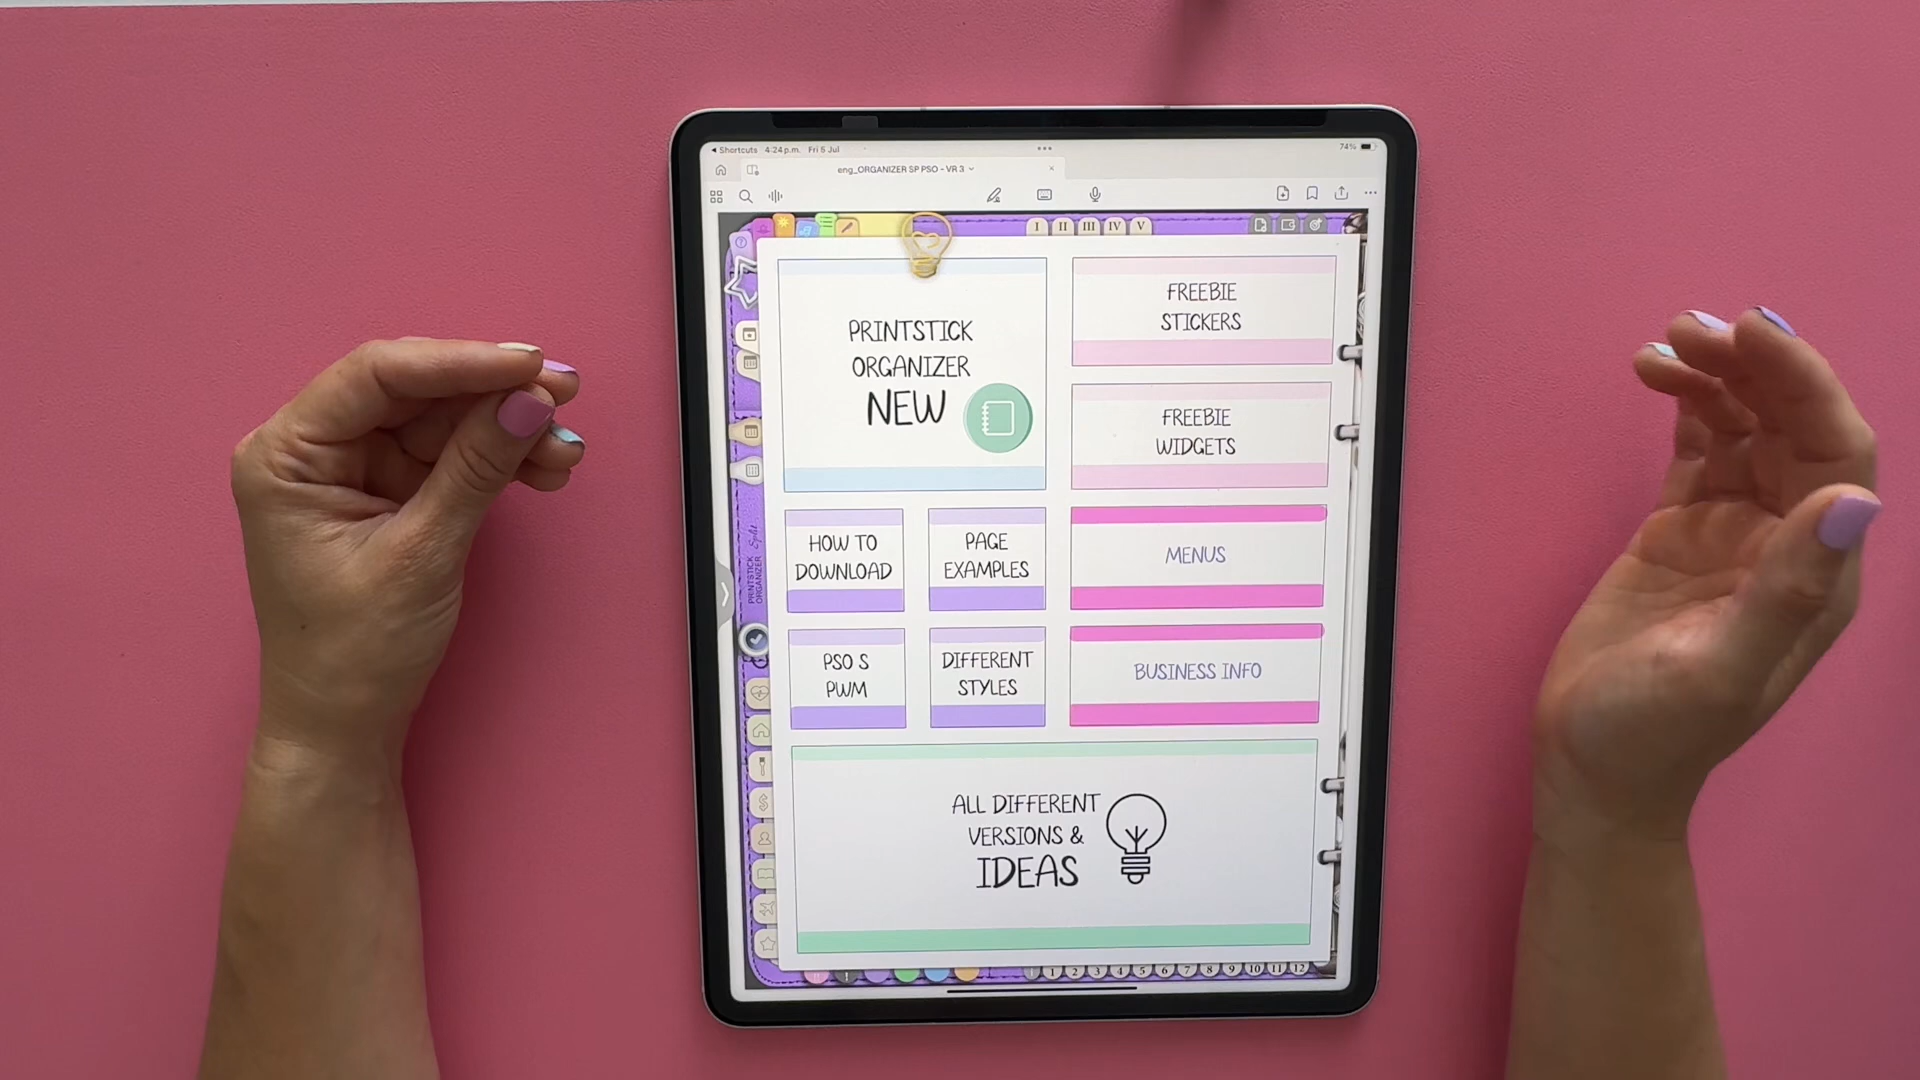 Shortcuts 4:24 p.m. Fri 5 Jul
74%
eng_ORGANIZER SP PSO - VR 3
I II III IV V
PRINTSTICK
ORGANIZER
NEW
FREEBIE
STICKERS
FREEBIE
WIDGETS
HOW TO
DOWNLOAD
PAGE
EXAMPLES
MENUS
PSO S
PWM
DIFFERENT
STYLES
BUSINESS INFO
ALL DIFFERENT
VERSIONS &
IDEAS
PRINTSTICK
ORGANIZER
Split
1 2 3 4 5 6 7 8 9 10 11 12